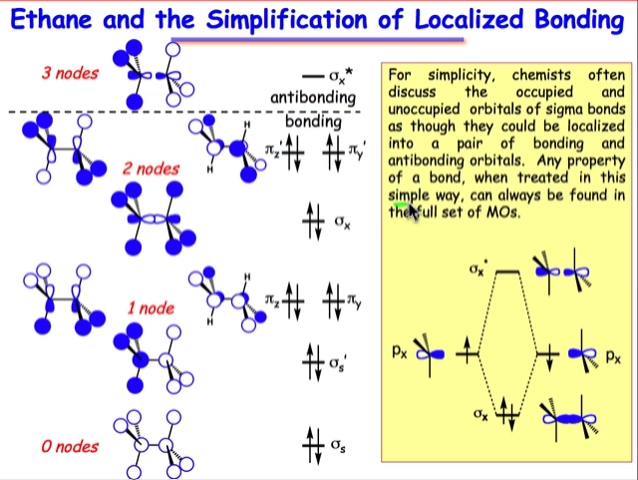 Ethane and the Simplification of Localized Bonding
3 nodes
σx*
antibonding
bonding
H
H
πz'
πy'
2 nodes
σx
H
H
1 node
πz
πy
σs'
0 nodes
σs
For simplicity, chemists often
discuss the occupied and
unoccupied orbitals of sigma bonds
as though they could be localized
into a pair of bonding and
antibonding orbitals. Any property
of a bond, when treated in this
simple way, can always be found in
the full set of MOs.
σx*
Px
Px
σx